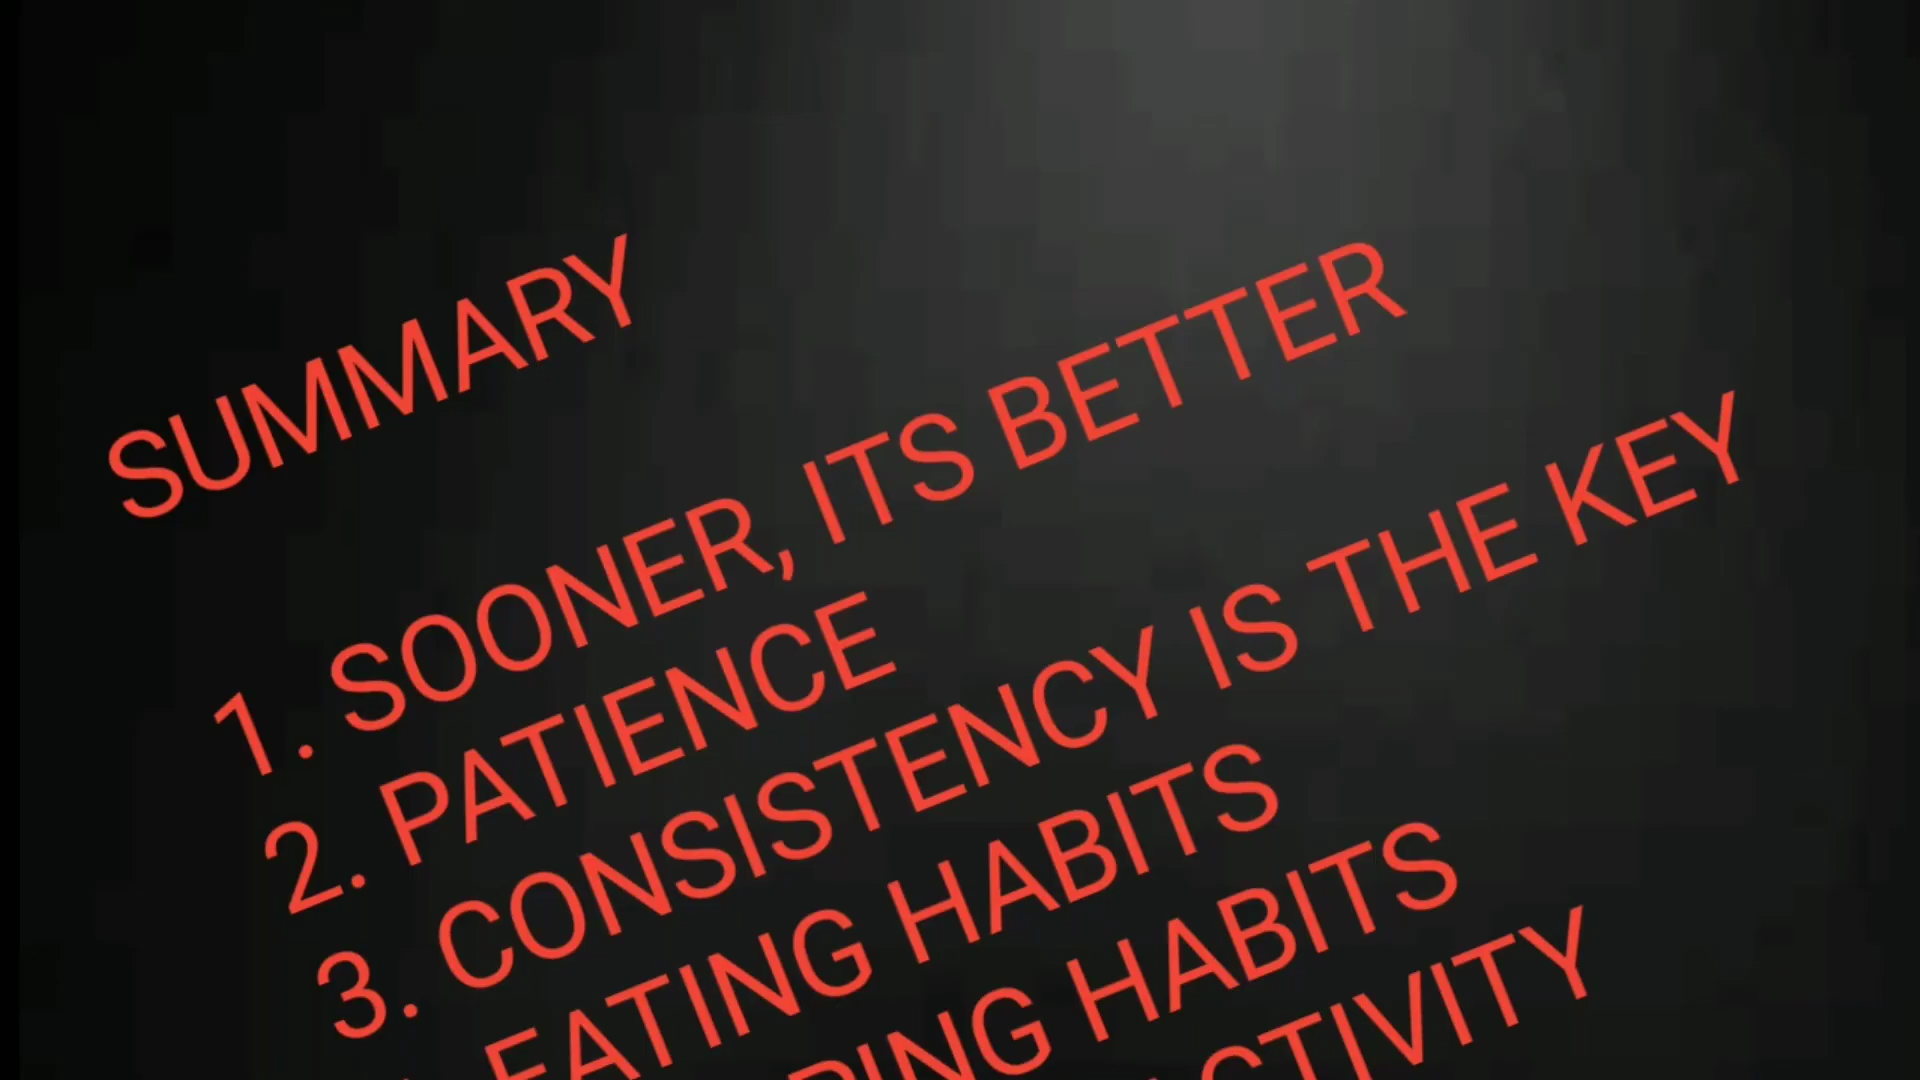 SUMMARY
1. SOONER, ITS BETTER
2. PATIENCE
3. CONSISTENCY IS THE KEY
EATING HABITS
HABITS